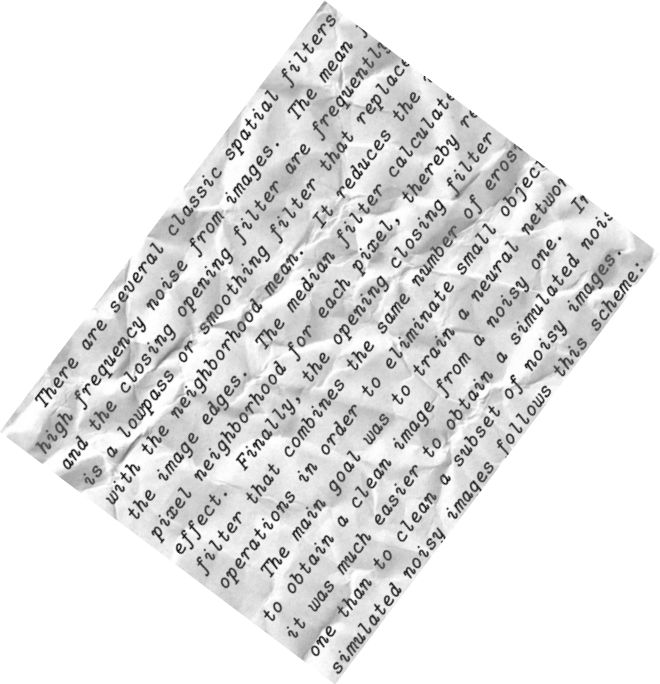 There are several classic spatial filters
high frequency noise from images. The mean
and the closing opening filter are frequently
is a lowpass or smoothing filter that replac
with the neighborhood mean. It reduces the
the image edges. The median filter calculate
pixel neighborhood for each pixel, thereby re
effect. Finally, the opening closing filter
filter that combines the same number of eros
operations in order to eliminate small object
The main goal was to train a neural networ
to obtain a clean image from a noisy one. In
it was much easier to obtain a simulated nois
one than to clean a subset of noisy images.
simulated noisy images follows this scheme: